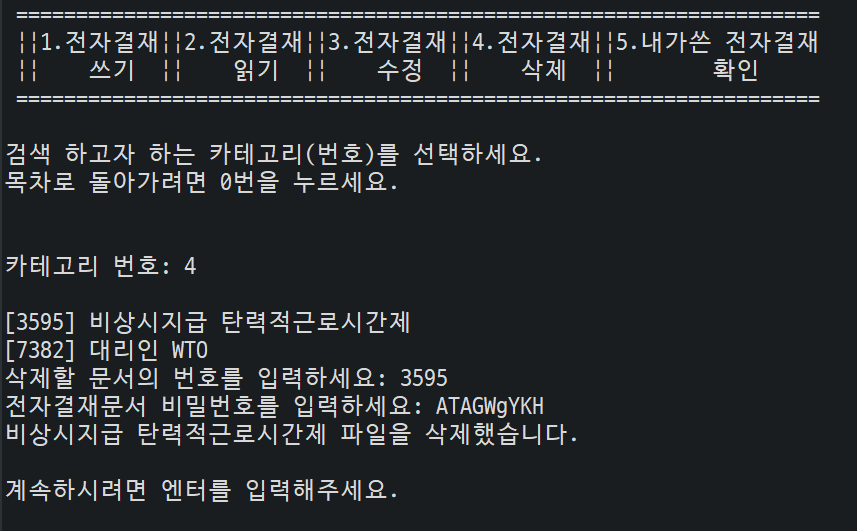 ===================================================================
¦¦1.전자결재¦¦2.전자결재¦¦3.전자결재¦¦4.전자결재¦¦5.내가쓴 전자결재
¦¦    쓰기  ¦¦    읽기  ¦¦    수정  ¦¦    삭제  ¦¦        확인
===================================================================
검색 하고자 하는 카테고리(번호)를 선택하세요.
목차로 돌아가려면 0번을 누르세요.
카테고리 번호: 4
[3595] 비상시지급 탄력적근로시간제
[7382] 대리인 WTO
삭제할 문서의 번호를 입력하세요: 3595
전자결재문서 비밀번호를 입력하세요: ATAGWgYKH
비상시지급 탄력적근로시간제 파일을 삭제했습니다.
계속하시려면 엔터를 입력해주세요.